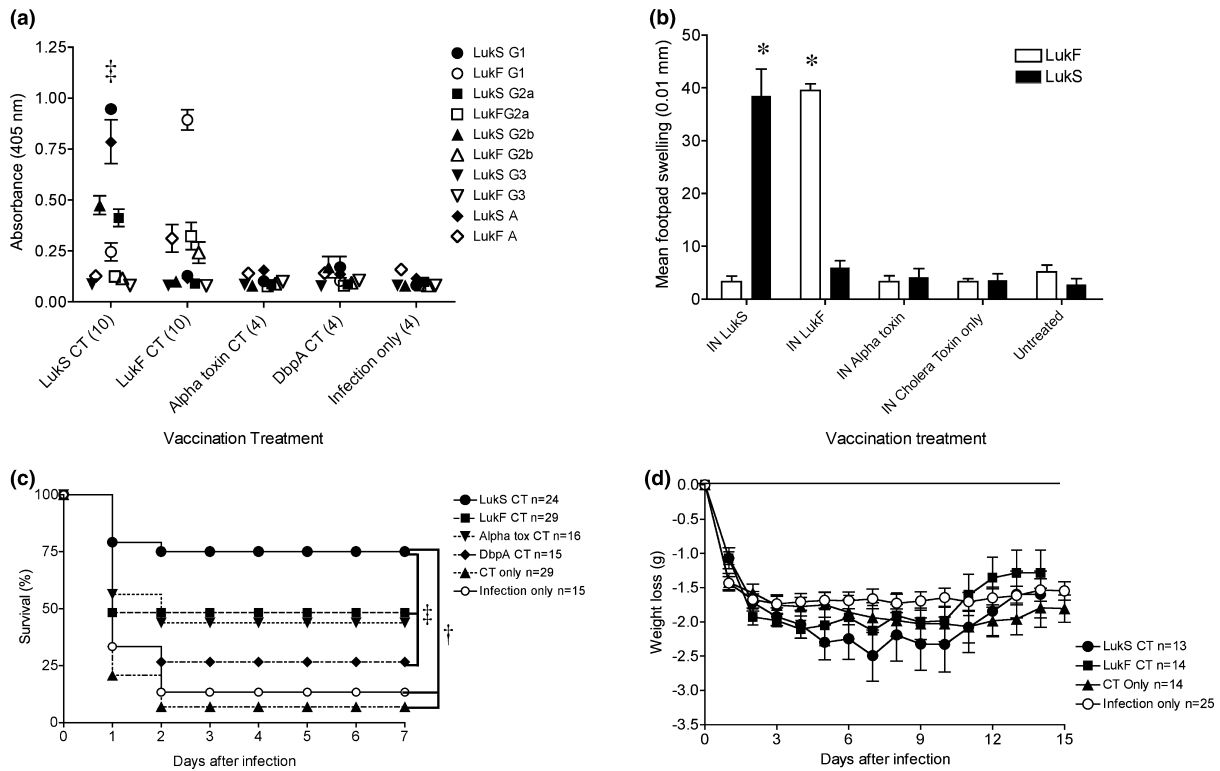 (a)
Absorbance (405 nm)
1.25
1.00
0.75
0.50
0.25
0.00
‡
LukS G1
LukF G1
LukS G2a
LukFG2a
LukS G2b
LukF G2b
LukS G3
LukF G3
LukS A
LukF A
LukS CT (10)
LukF CT (10)
Alpha toxin CT (4)
DbpA CT (4)
Infection only (4)
Vaccination Treatment
(b)
Mean footpad swelling (0.01 mm)
50
40
30
20
10
0
*
*
LukF
LukS
IN LukS
IN LukF
IN Alpha toxin
IN Cholera Toxin only
Untreated
Vaccination treatment
(c)
Survival (%)
100
75
50
25
0
0 1 2 3 4 5 6 7
Days after infection
LukS CT n=24
LukF CT n=29
Alpha tox CT n=16
DbpA CT n=15
CT only n=29
Infection only n=15
‡
†
(d)
Weight loss (g)
0.0
-0.5
-1.0
-1.5
-2.0
-2.5
-3.0
-3.5
0 3 6 9 12 15
Days after infection
LukS CT n=13
LukF CT n=14
CT Only n=14
Infection only n=25